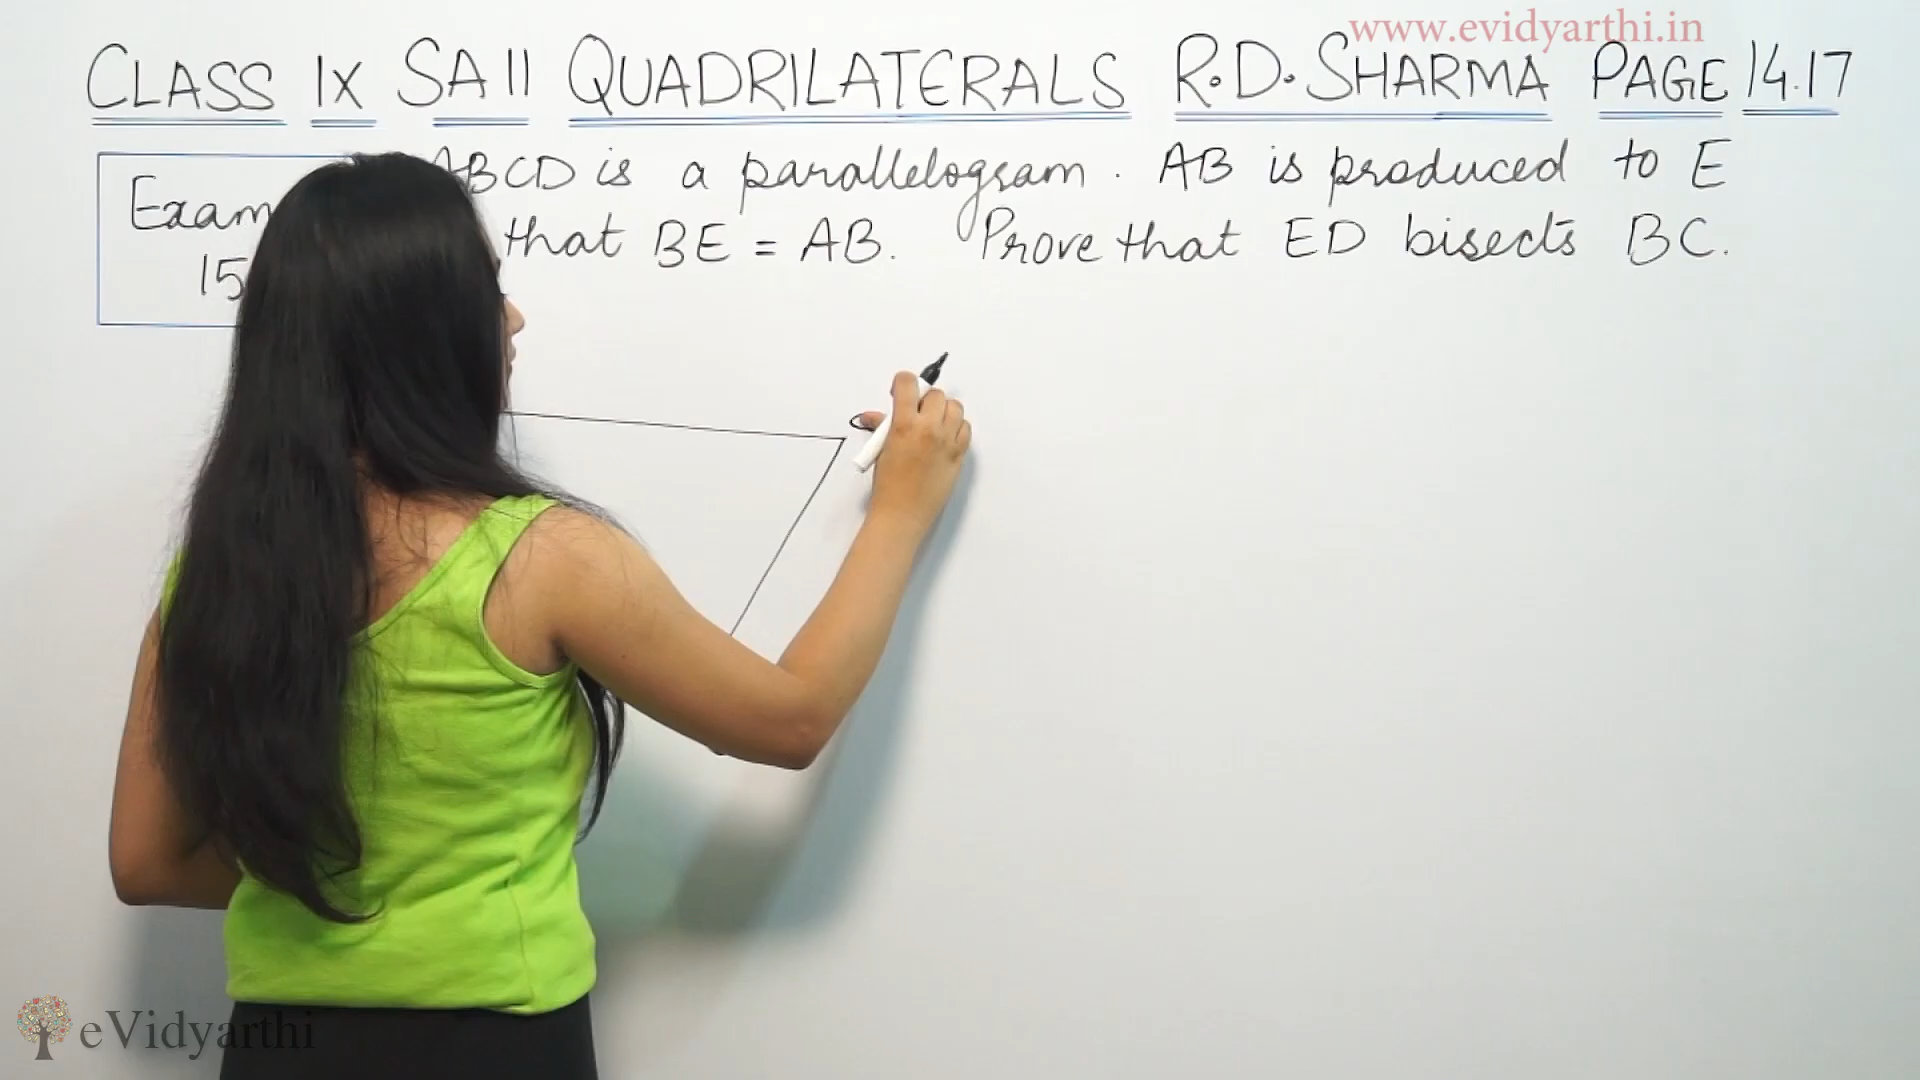 www.evidyarthi.in
CLASS IX SA II QUADRILATERALS R.D. SHARMA PAGE 14.17
ABCD is a parallelogram. AB is produced to E
Exam
that BE = AB. Prove that ED bisects BC.
15
eVidyarthi